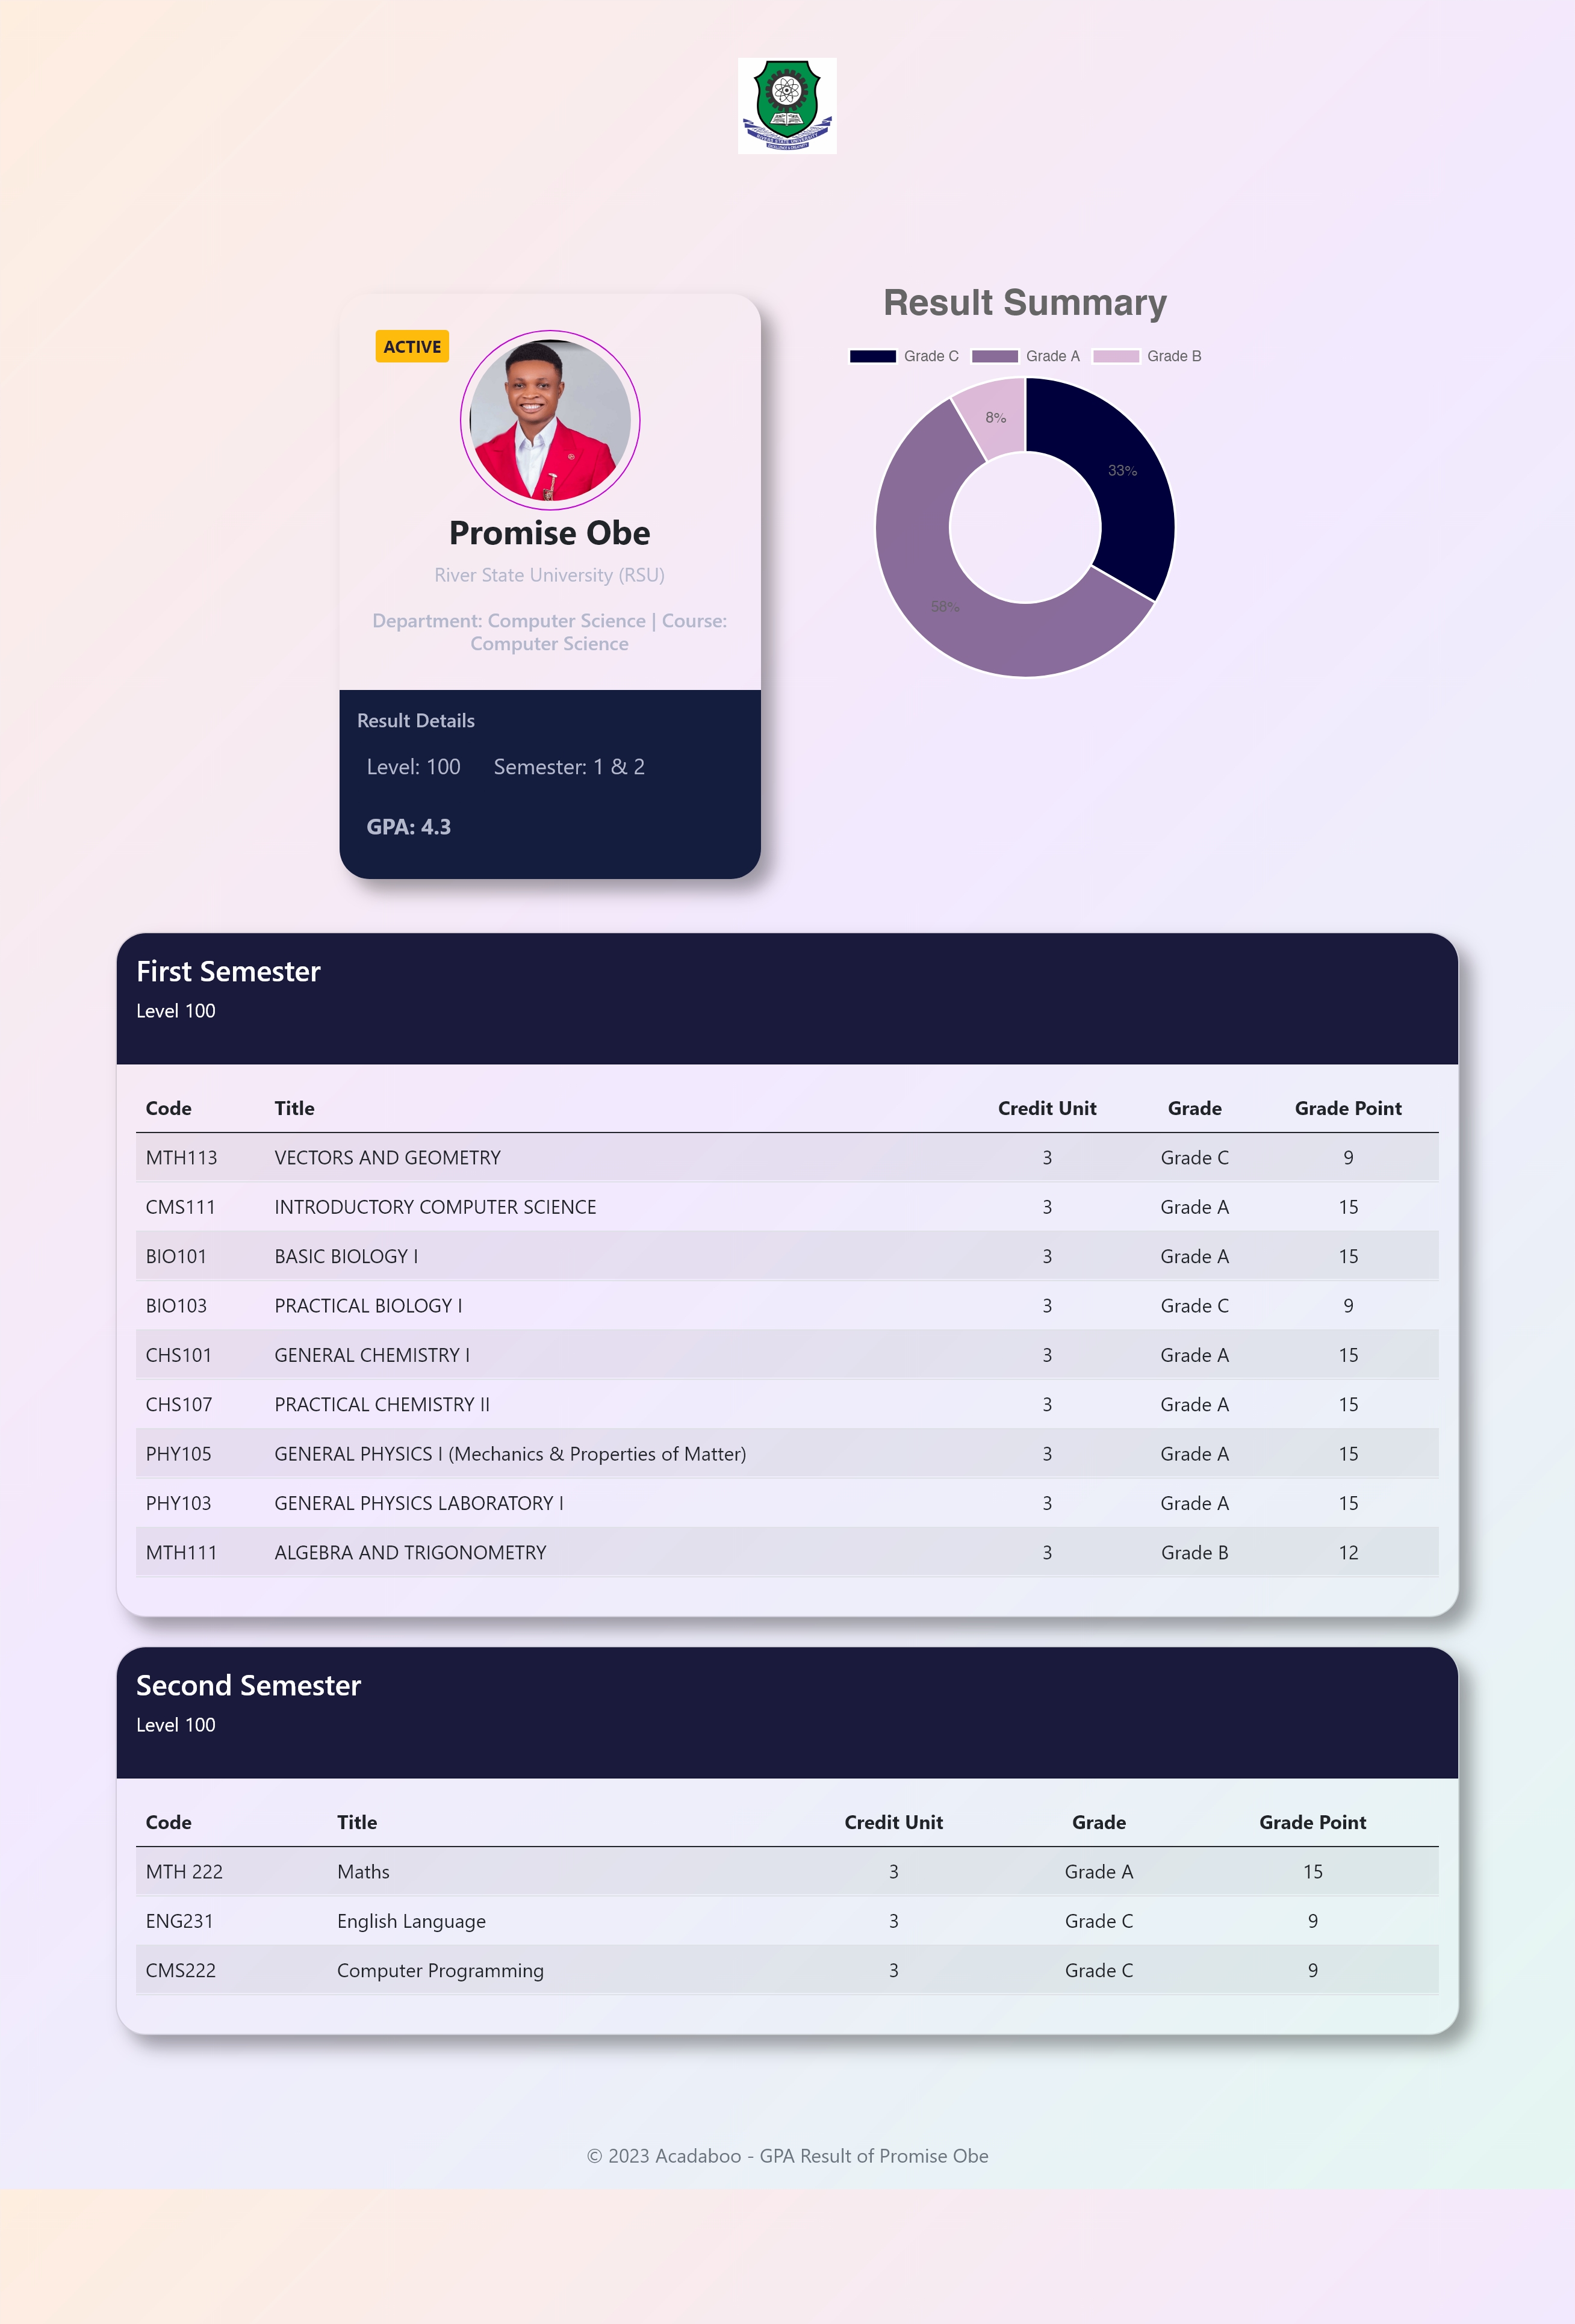 RIVERS STATE UNIVERSITY
ACTIVE
Promise Obe
River State University (RSU)
Department: Computer Science | Course:
Computer Science
Result Details
Level: 100 Semester: 1 & 2
GPA: 4.3
Result Summary
Grade C Grade A Grade B
8%
33%
58%
First Semester
Level 100
Code Title Credit Unit Grade Grade Point
MTH113 VECTORS AND GEOMETRY 3 Grade C 9
CMS111 INTRODUCTORY COMPUTER SCIENCE 3 Grade A 15
BIO101 BASIC BIOLOGY I 3 Grade A 15
BIO103 PRACTICAL BIOLOGY I 3 Grade C 9
CHS101 GENERAL CHEMISTRY I 3 Grade A 15
CHS107 PRACTICAL CHEMISTRY II 3 Grade A 15
PHY105 GENERAL PHYSICS I (Mechanics & Properties of Matter) 3 Grade A 15
PHY103 GENERAL PHYSICS LABORATORY I 3 Grade A 15
MTH111 ALGEBRA AND TRIGONOMETRY 3 Grade B 12
Second Semester
Level 100
Code Title Credit Unit Grade Grade Point
MTH 222 Maths 3 Grade A 15
ENG231 English Language 3 Grade C 9
CMS222 Computer Programming 3 Grade C 9
© 2023 Acadaboo - GPA Result of Promise Obe